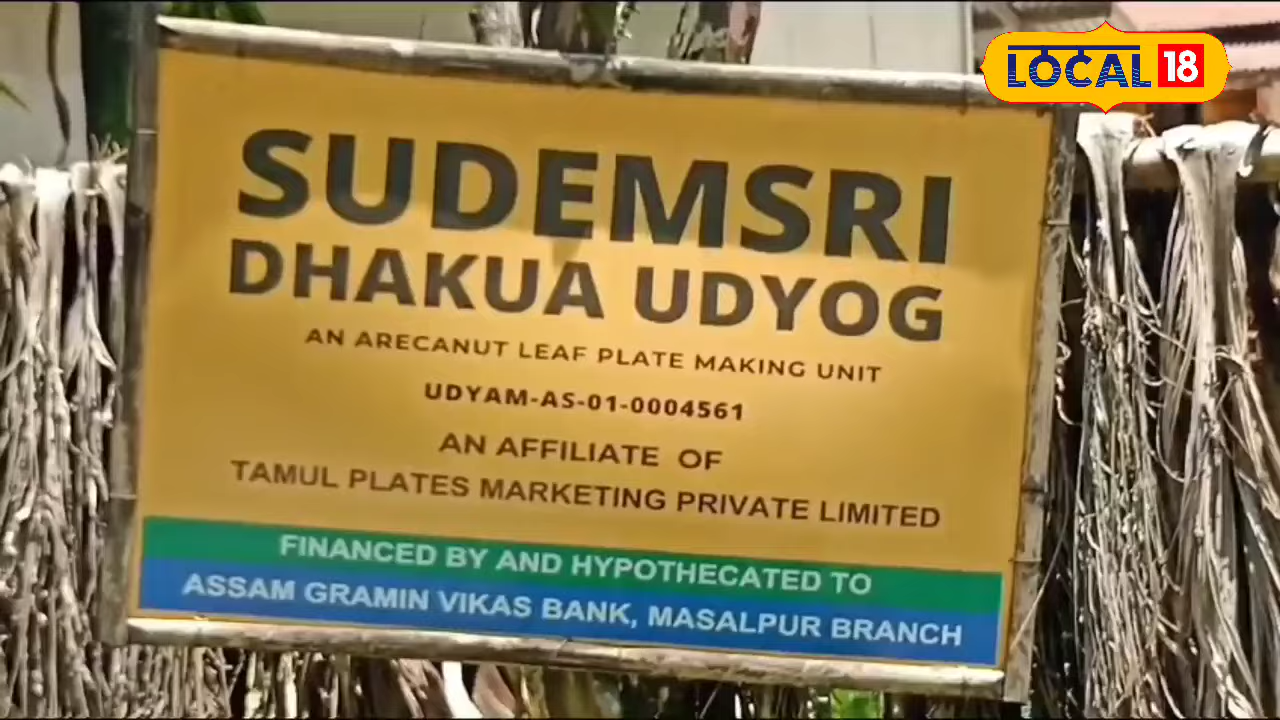 LOCAL 18
SUDEMSRI
DHAKUA UDYOG
AN ARECANUT LEAF PLATE MAKING UNIT
UDYAM-AS-01-0004561
AN AFFILIATE OF
TAMUL PLATES MARKETING PRIVATE LIMITED
FINANCED BY AND HYPOTHECATED TO
ASSAM GRAMIN VIKAS BANK, MASALPUR BRANCH